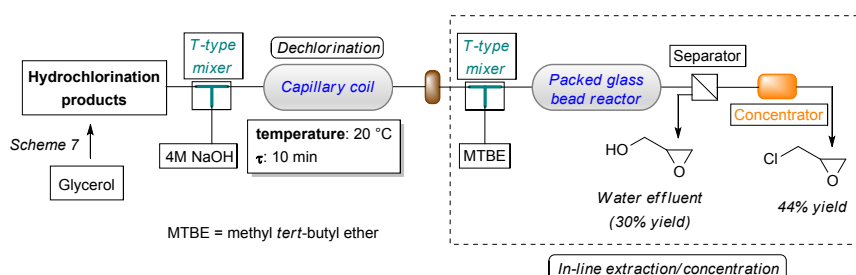 T-type
mixer
Dechlorination
Hydrochlorination
products
Capillary coil
Scheme 7
Glycerol
4M NaOH
temperature: 20 °C
τ: 10 min
MTBE = methyl tert-butyl ether
T-type
mixer
MTBE
Packed glass
bead reactor
Separator
Concentrator
HO
O
Water effluent
(30% yield)
Cl
O
44% yield
In-line extraction/concentration